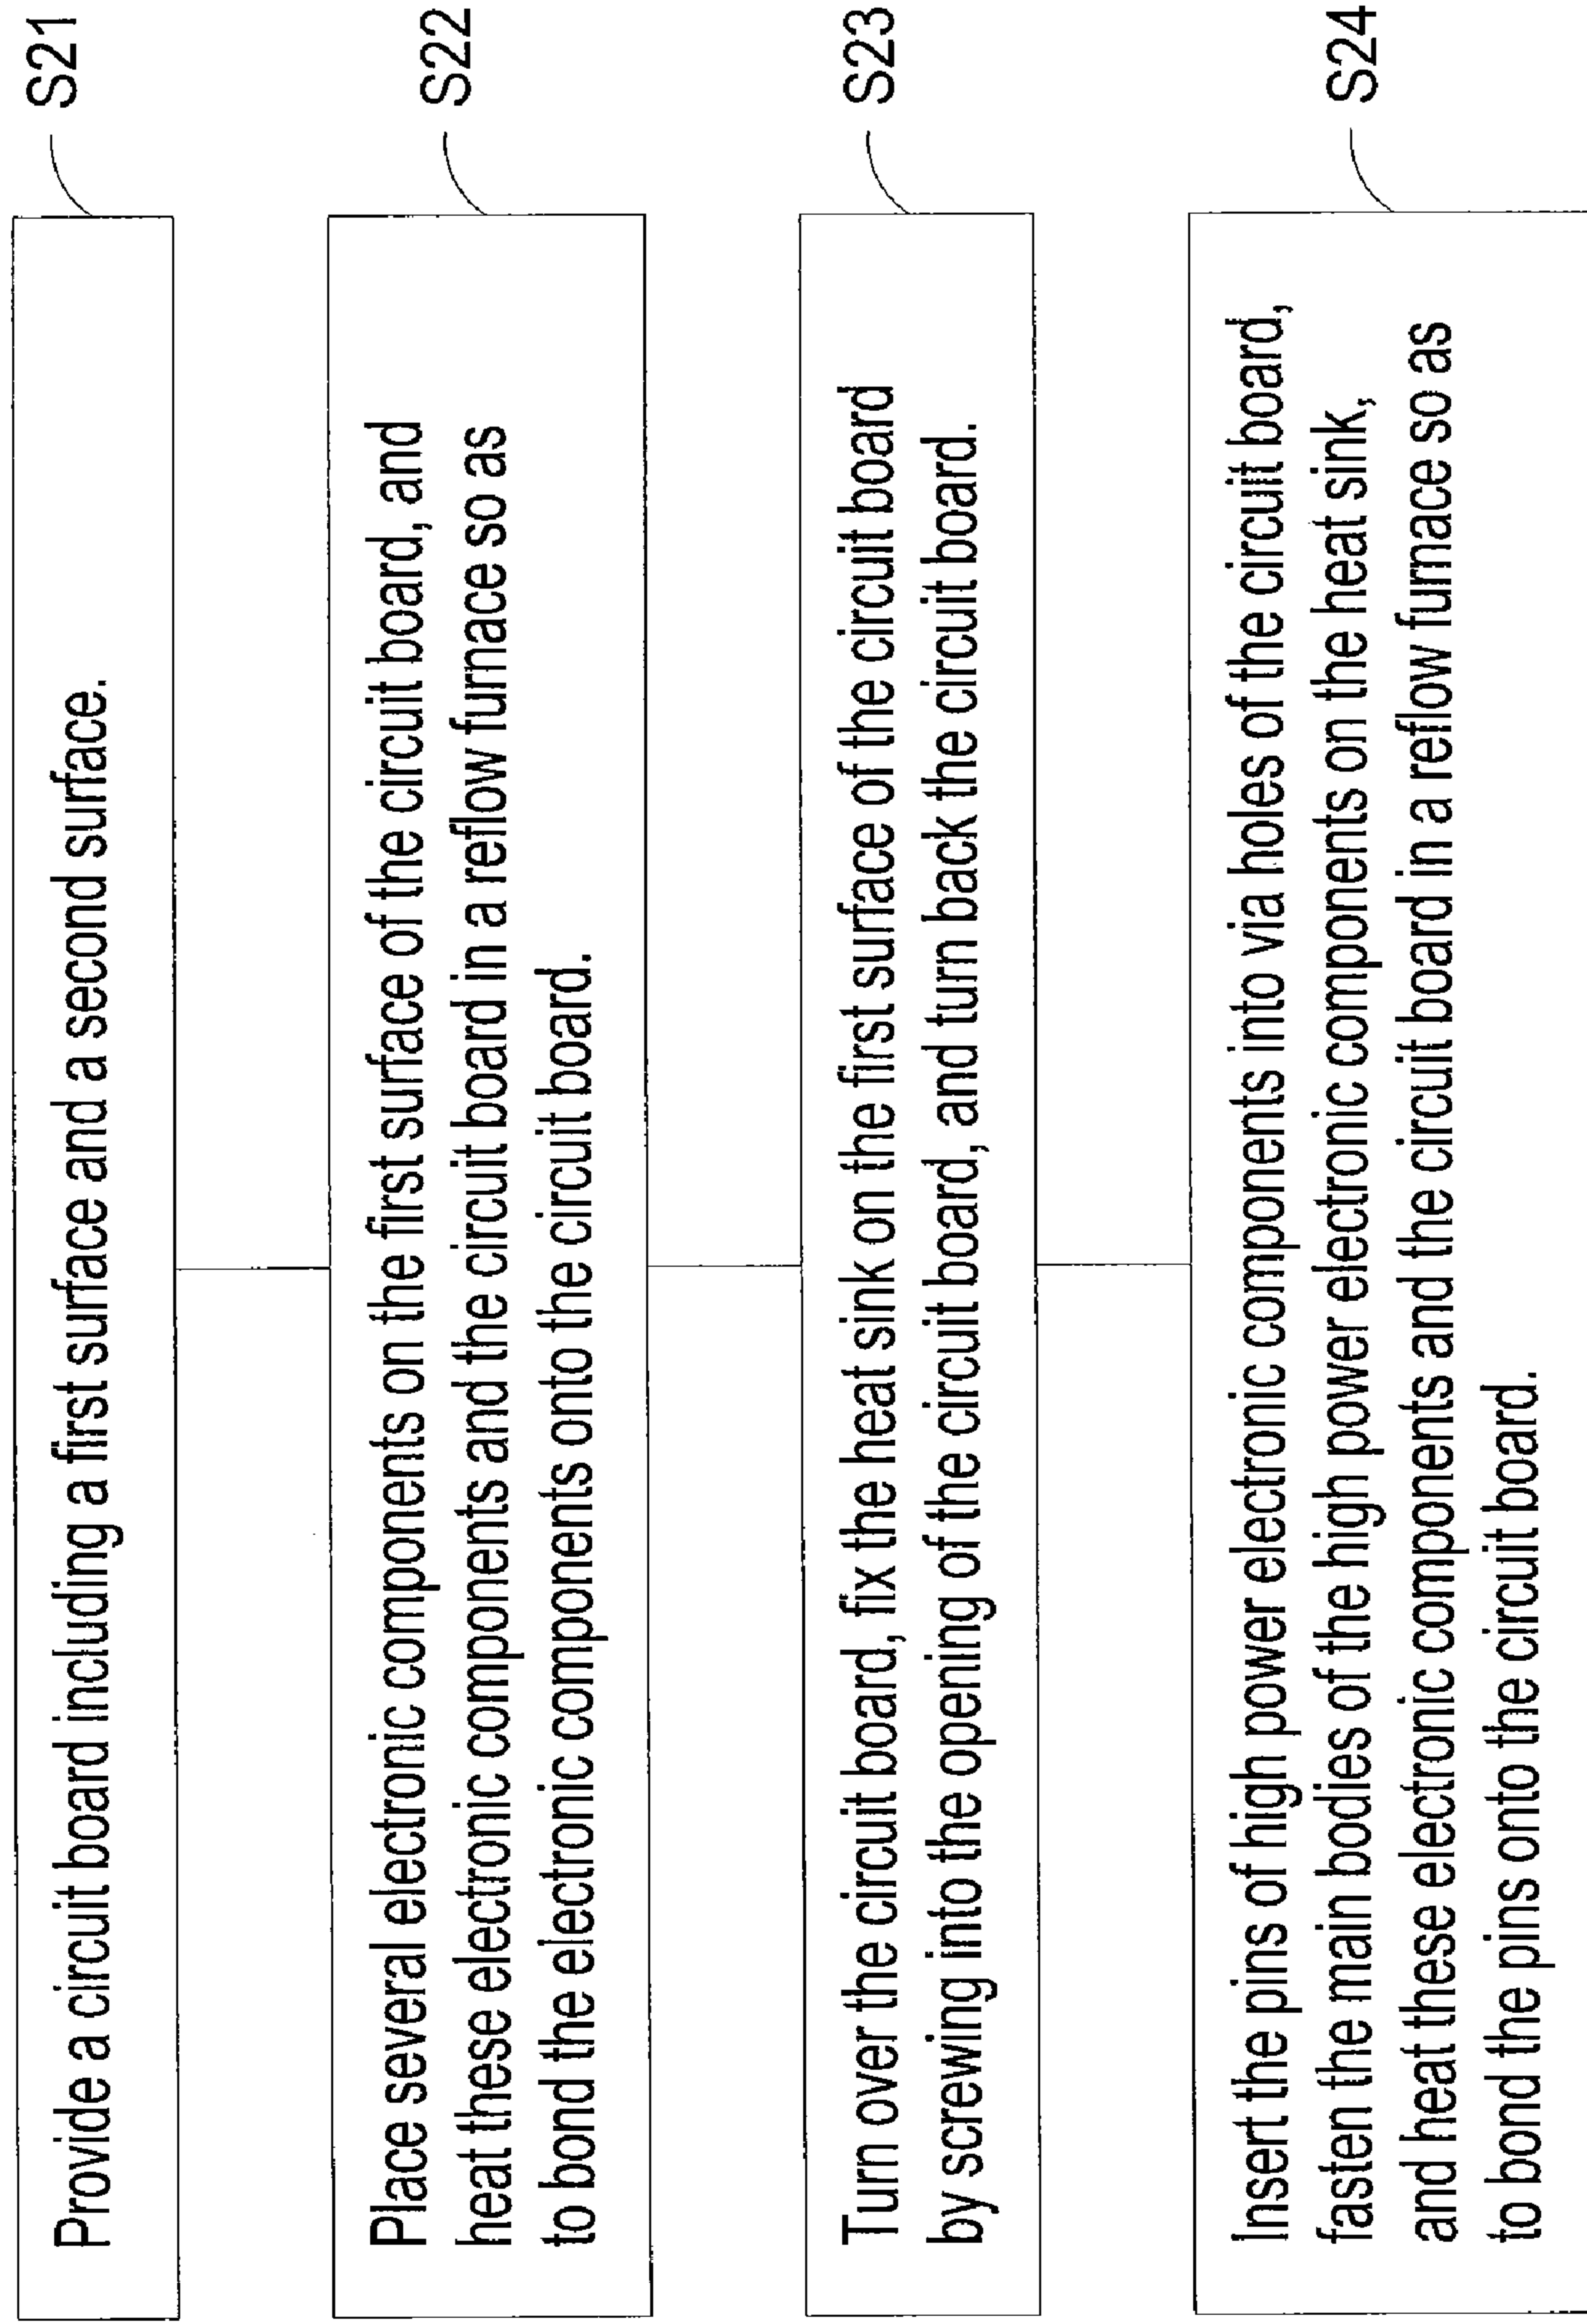 Provide a circuit board including a first surface and a second surface.
S21
Place several electronic components on the first surface of the circuit board, and
heat these electronic components and the circuit board in a reflow furnace so as
to bond the electronic components onto the circuit board.
S22
Turn over the circuit board, fix the heat sink on the first surface of the circuit board
by screwing into the opening of the circuit board, and turn back the circuit board.
S23
Insert the pins of high power electronic components into via holes of the circuit board,
fasten the main bodies of the high power electronic components on the heat sink,
and heat these electronic components and the circuit board in a reflow furnace so as
to bond the pins onto the circuit board.
S24